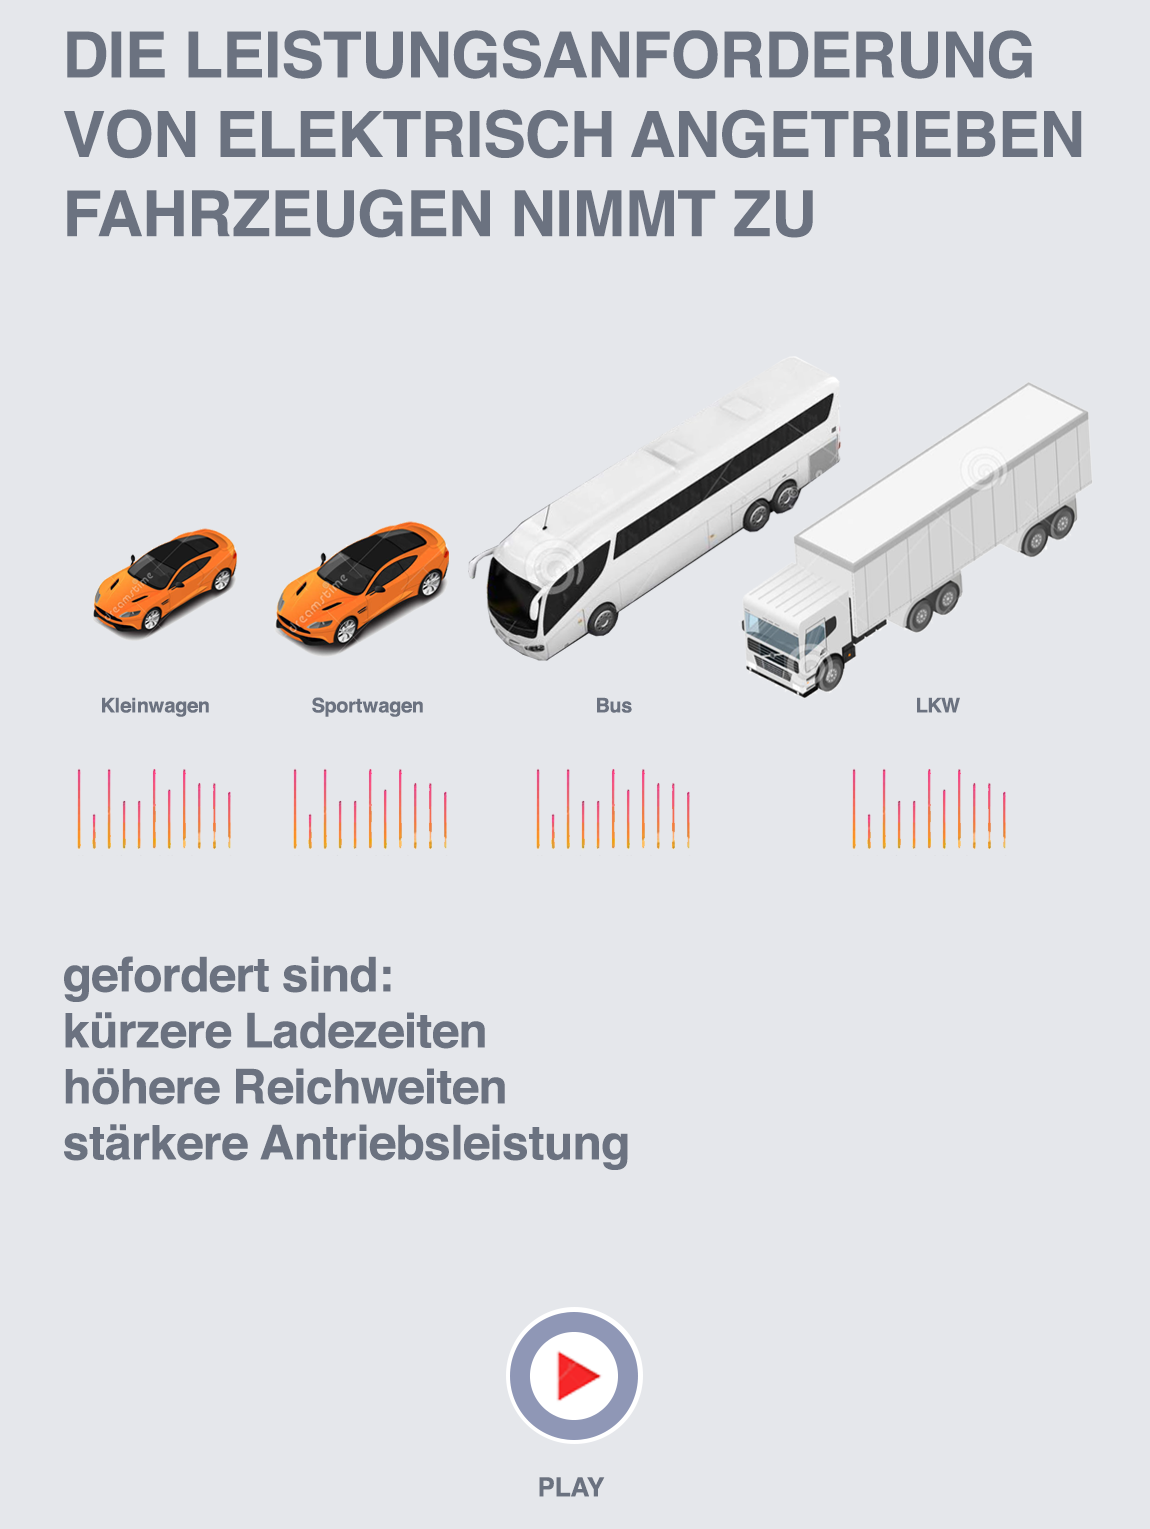 DIE LEISTUNGSANFORDERUNG
VON ELEKTRISCH ANGETRIEBEN
FAHRZEUGEN NIMMT ZU
Kleinwagen
Sportwagen
Bus
LKW
gefordert sind:
kürzere Ladezeiten
höhere Reichweiten
stärkere Antriebsleistung
PLAY